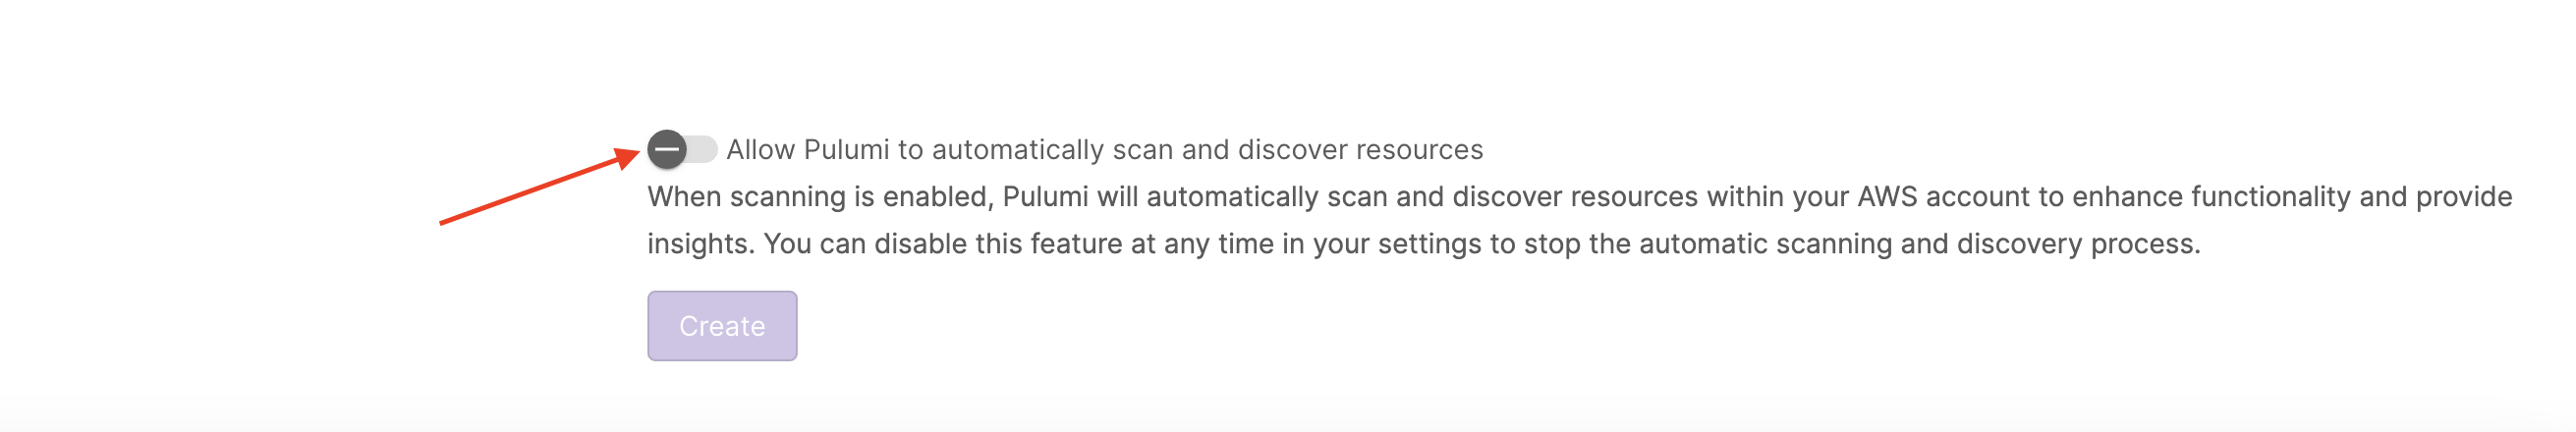 Allow Pulumi to automatically scan and discover resources
When scanning is enabled, Pulumi will automatically scan and discover resources within your AWS account to enhance functionality and provide
insights. You can disable this feature at any time in your settings to stop the automatic scanning and discovery process.
Create